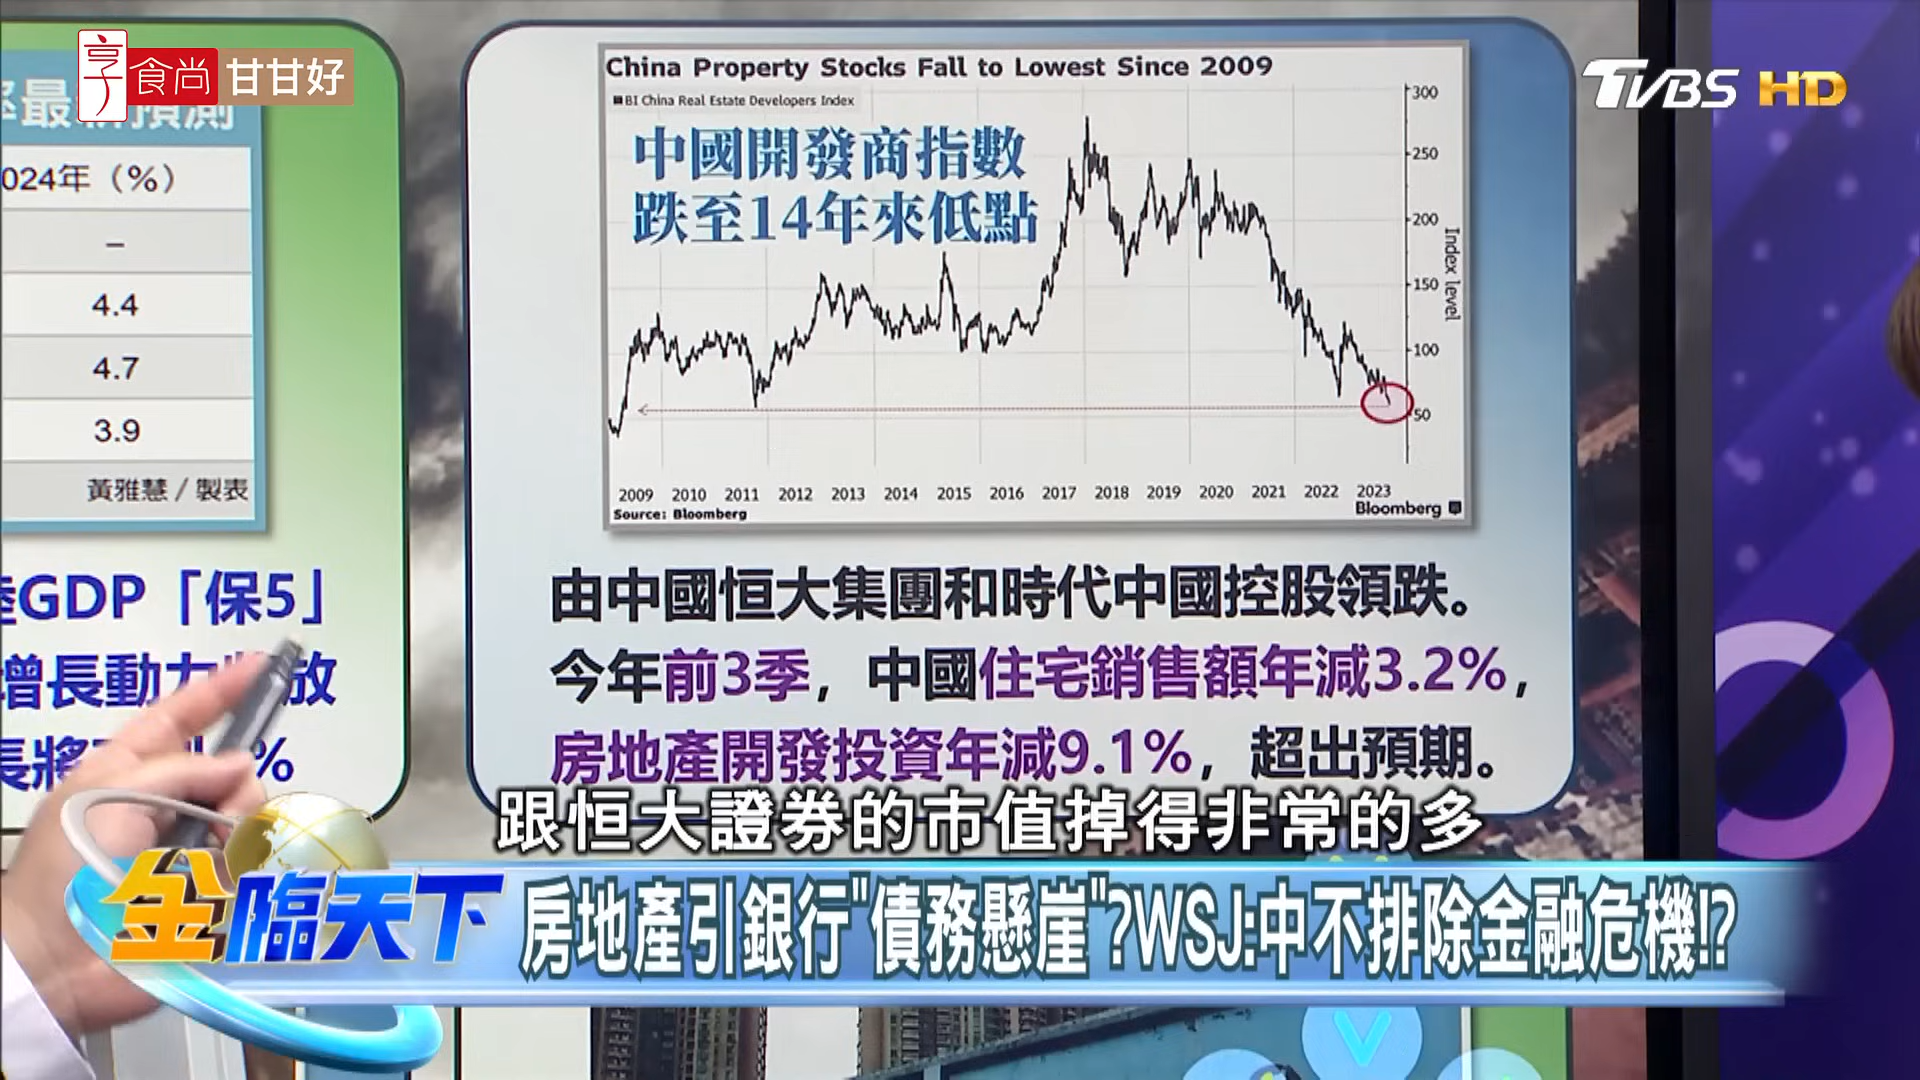 享 食尚 甘甘好
TVBS HD
024年（%）
–
4.4
4.7
3.9
黃雅慧 / 製表
GDP「保5」
增長動
放
長將
%
China Property Stocks Fall to Lowest Since 2009
BI China Real Estate Developers Index
中國開發商指數
跌至14年來低點
300
250
200
150
100
50
Index level
2009 2010 2011 2012 2013 2014 2015 2016 2017 2018 2019 2020 2021 2022 2023
Source: Bloomberg
Bloomberg
由中國恒大集團和時代中國控股領跌。
今年前3季，中國住宅銷售額年減3.2%，
房地產開發投資年減9.1%，超出預期。
跟恒大證券的市值掉得非常的多
金臨天下
房地產引銀行"債務懸崖"?WSJ:中不排除金融危機!?